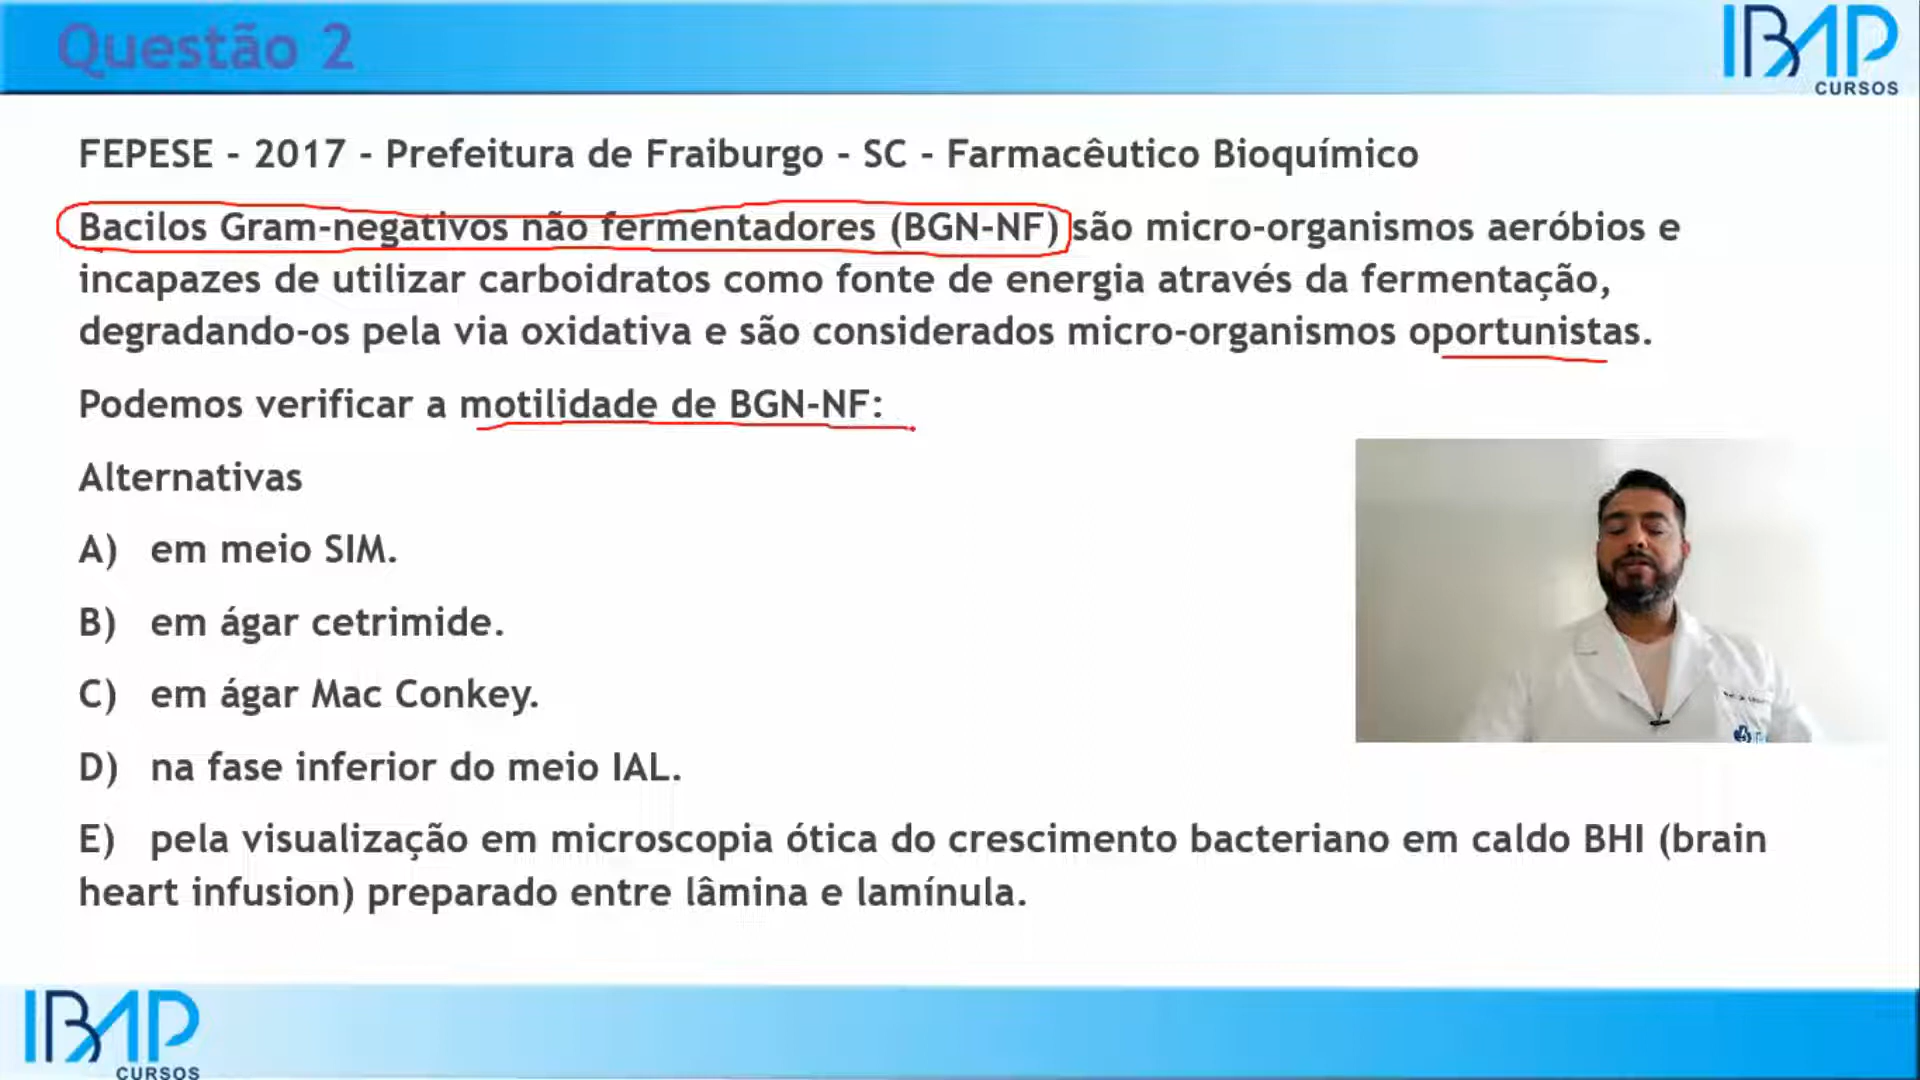 Questão 2
IBAP
CURSOS
FEPESE - 2017 - Prefeitura de Fraiburgo - SC - Farmacêutico Bioquímico
Bacilos Gram-negativos não fermentadores (BGN-NF) são micro-organismos aeróbios e
incapazes de utilizar carboidratos como fonte de energia através da fermentação,
degradando-os pela via oxidativa e são considerados micro-organismos oportunistas.
Podemos verificar a motilidade de BGN-NF:
Alternativas
A) em meio SIM.
B) em ágar cetrimide.
C) em ágar Mac Conkey.
D) na fase inferior do meio IAL.
E) pela visualização em microscopia ótica do crescimento bacteriano em caldo BHI (brain
heart infusion) preparado entre lâmina e lamínula.
IBAP
CURSOS